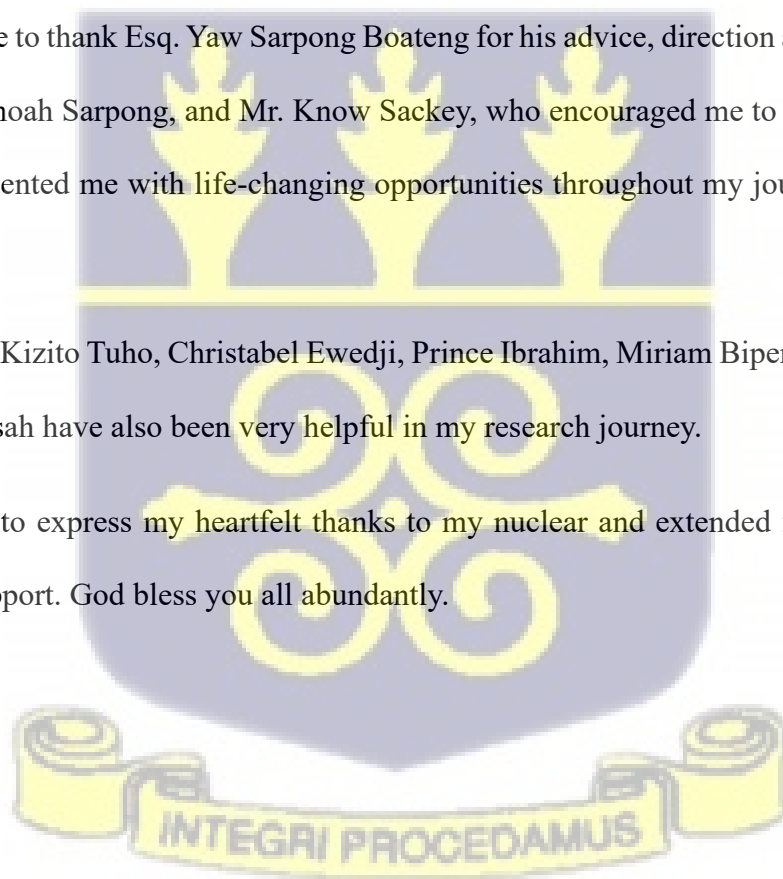 e to thank Esq. Yaw Sarpong Boateng for his advice, direction
noah Sarpong, and Mr. Know Sackey, who encouraged me to
ented me with life-changing opportunities throughout my jou
Kizito Tuho, Christabel Ewedji, Prince Ibrahim, Miriam Biper
sah have also been very helpful in my research journey.
to express my heartfelt thanks to my nuclear and extended
port. God bless you all abundantly.
INTEGRI PROCEDAMUS